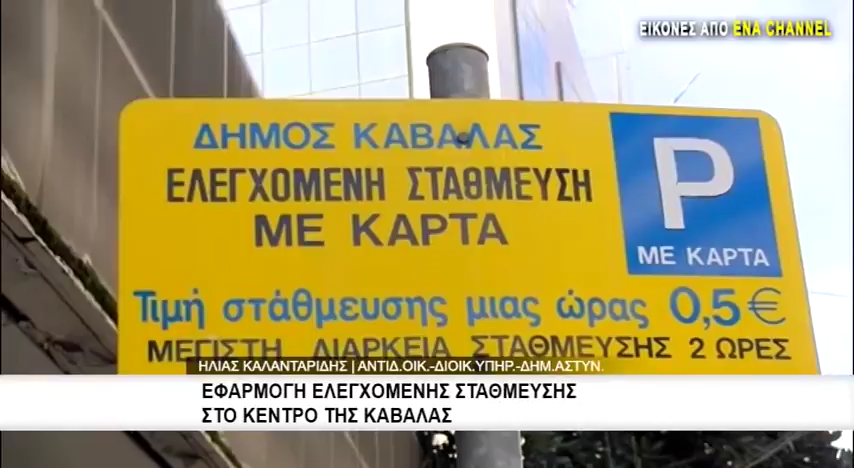 ΕΙΚΟΝΕΣ ΑΠΟ ΕΝΑ CHANNEL
ΔΗΜΟΣ ΚΑΒΑΛΑΣ
ΕΛΕΓΧΟΜΕΝΗ ΣΤΑΘΜΕΥΣΗ
ΜΕ ΚΑΡΤΑ
P
ΜΕ ΚΑΡΤΑ
Τιμή στάθμευσης μιας ώρας 0,5€
ΜΕΓΙΣΤΗ ΔΙΑΡΚΕΙΑ ΣΤΑΘΜΕΥΣΗΣ 2 ΩΡΕΣ
ΗΛΙΑΣ ΚΑΛΑΝΤΑΡΙΔΗΣ | ΑΝΤΙΔ.ΟΙΚ.-ΔΙΟΙΚ.ΥΠΗΡ.-ΔΗΜ.ΑΣΤΥΝ.
ΕΦΑΡΜΟΓΗ ΕΛΕΓΧΟΜΕΝΗΣ ΣΤΑΘΜΕΥΣΗΣ
ΣΤΟ ΚΕΝΤΡΟ ΤΗΣ ΚΑΒΑΛΑΣ